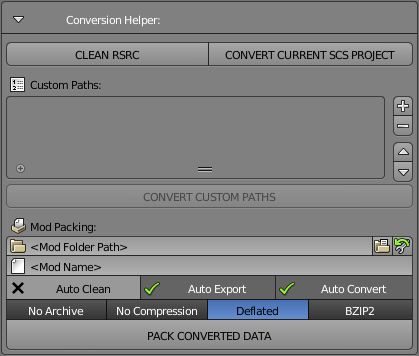 Conversion Helper:
CLEAN RSRC CONVERT CURRENT SCS PROJECT
Custom Paths:
CONVERT CUSTOM PATHS
Mod Packing:
<Mod Folder Path>
<Mod Name>
Auto Clean Auto Export Auto Convert
No Archive No Compression Deflated BZIP2
PACK CONVERTED DATA